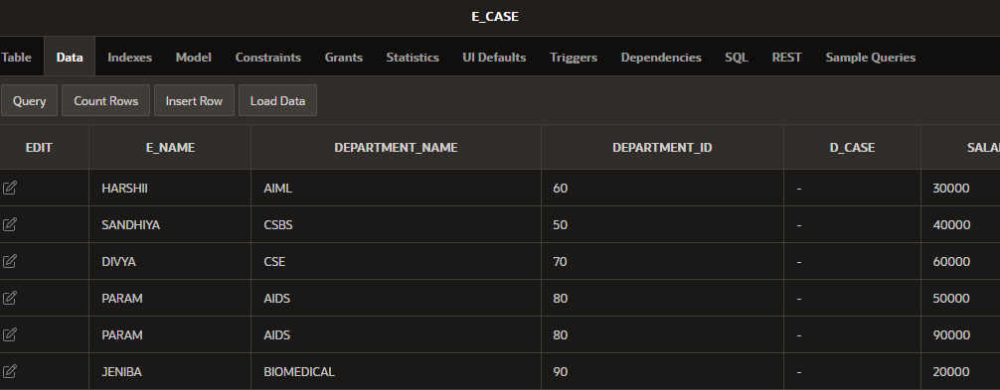 E_CASE
Table Data Indexes Model Constraints Grants Statistics UI Defaults Triggers Dependencies SQL REST Sample Queries
Query Count Rows Insert Row Load Data
EDIT E_NAME DEPARTMENT_NAME DEPARTMENT_ID D_CASE
HARSHII AIML 60 - 30000
SANDHIYA CSBS 50 - 40000
DIVYA CSE 70 - 60000
PARAM AIDS 80 - 50000
PARAM AIDS 80 - 90000
JENIBA BIOMEDICAL 90 - 20000